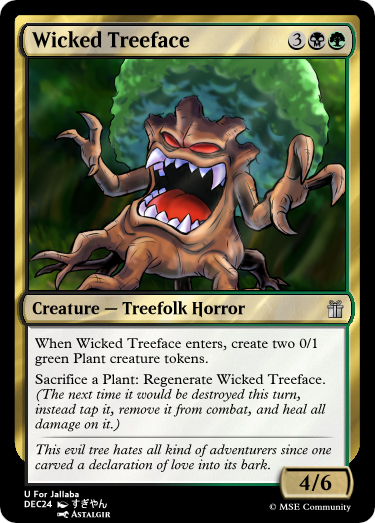 Wicked Treeface 3
Creature — Treefolk Horror
When Wicked Treeface enters, create two 0/1
green Plant creature tokens.
Sacrifice a Plant: Regenerate Wicked Treeface.
(The next time it would be destroyed this turn,
instead tap it, remove it from combat, and heal all
damage on it.)
This evil tree hates all kind of adventurers since one
carved a declaration of love into its bark.
4/6
U For Jallaba
DEC24 すぎやん
Astalgir
© MSE Community